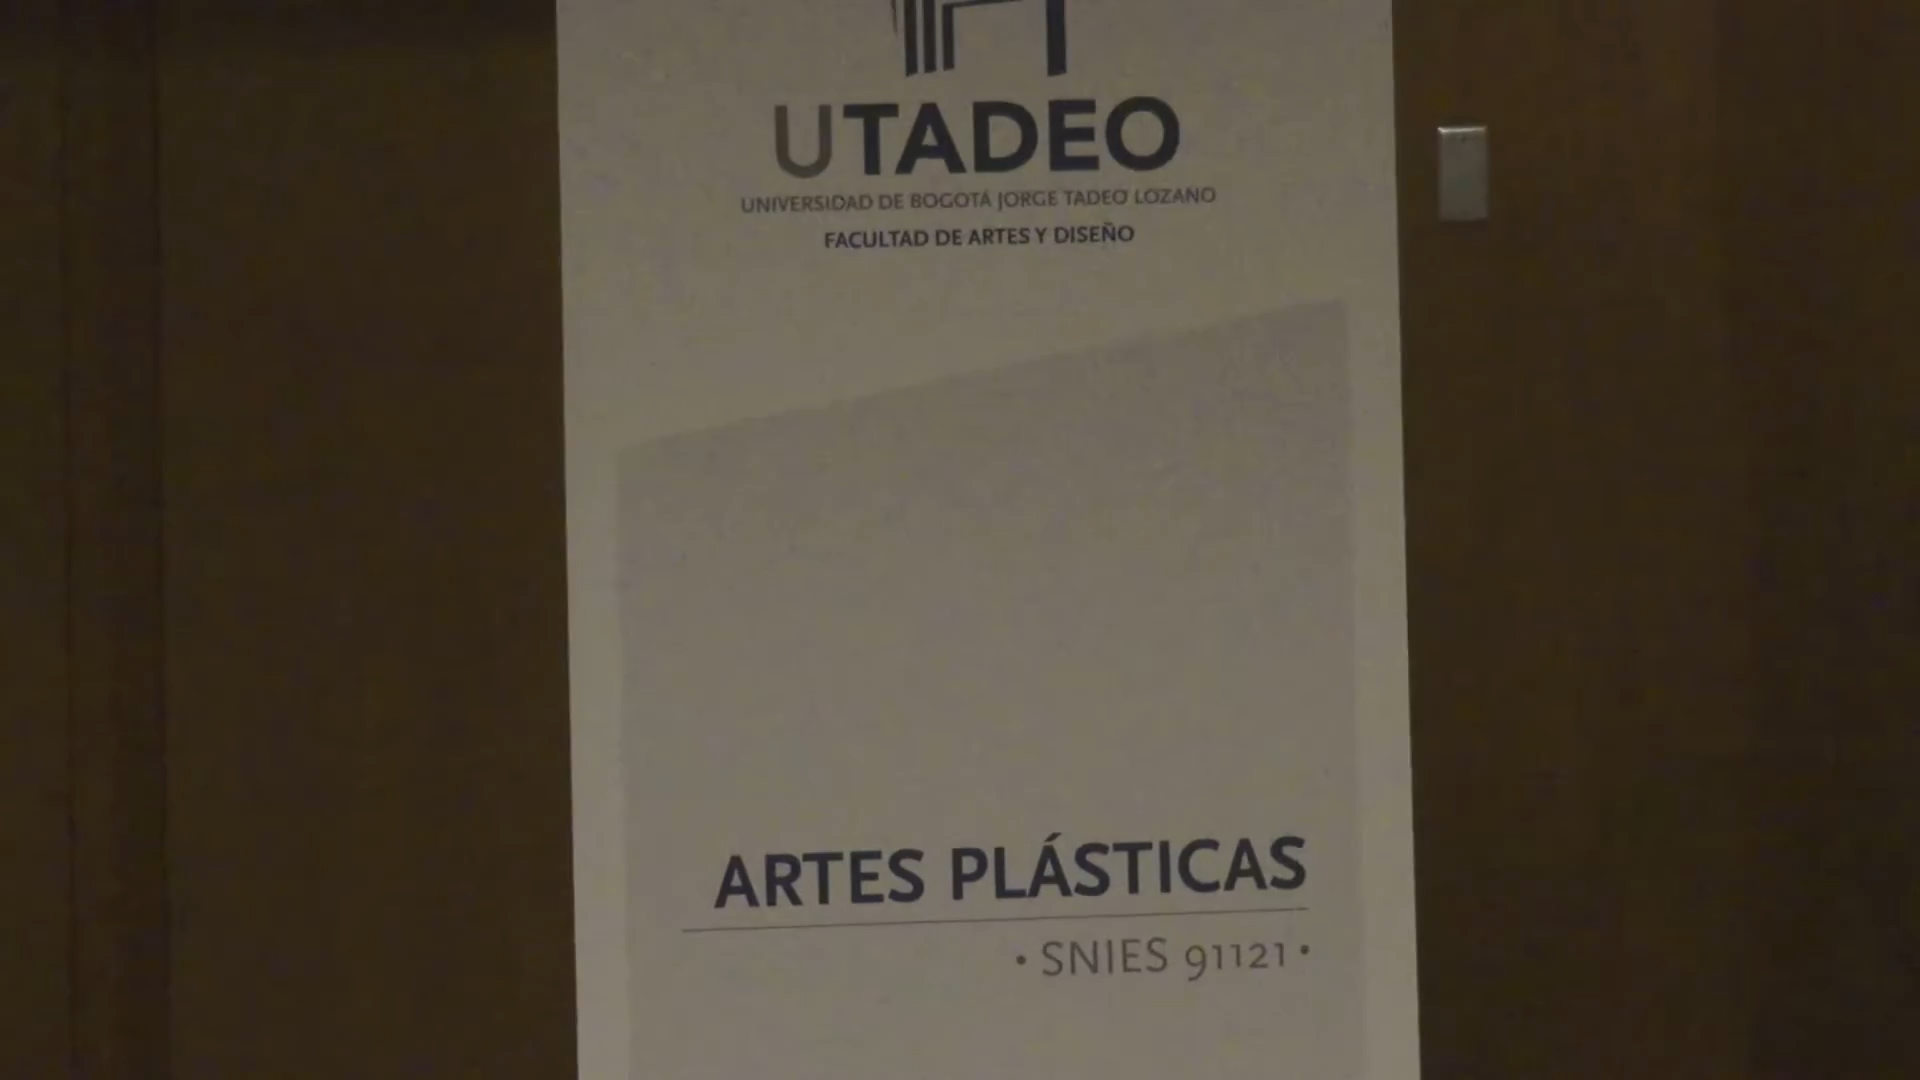 UTADEO
UNIVERSIDAD DE BOGOTÁ JORGE TADEO LOZANO
FACULTAD DE ARTES Y DISEÑO
ARTES PLÁSTICAS
• SNIES 91121 •